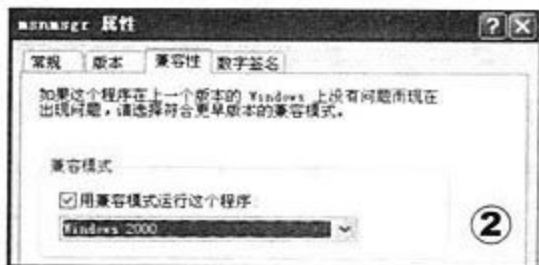 msnmsgr 属性
常规 版本 兼容性 数字签名
如果这个程序在上一个版本的 Windows 上没有问题而现在
出现问题，请选择符合更早版本的兼容模式。
兼容模式
用兼容模式运行这个程序
Windows 2000
②